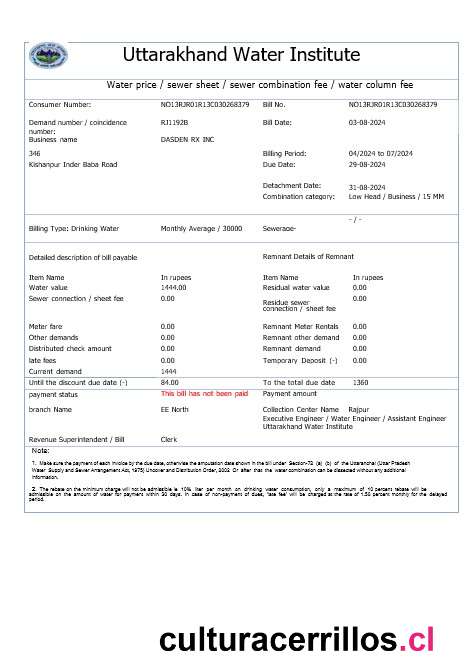 Uttarakhand Water Institute
Water price / sewer sheet / sewer combination fee / water column fee
Consumer Number: NO13RJR01R13C030268379 Bill No. NO13RJR01R13C030268379
Demand number / coincidence number: RJ1192B Bill Date: 03-08-2024
Business name DASDEN RX INC
346 Billing Period: 04/2024 to 07/2024
Kishanpur Inder Baba Road Due Date: 29-08-2024
Detachment Date: 31-08-2024
Combination category: Low Head / Business / 15 MM
- / -
Billing Type: Drinking Water Monthly Average / 30000 Sewerage-
Detailed description of bill payable Remnant Details of Remnant
Item Name In rupees Item Name In rupees
Water value 1444.00 Residual water value 0.00
Sewer connection / sheet fee 0.00 Residue sewer connection / sheet fee 0.00
Meter fare 0.00 Remnant Meter Rentals 0.00
Other demands 0.00 Remnant other demand 0.00
Distributed check amount 0.00 Remnant demand 0.00
late fees 0.00 Temporary Deposit (-) 0.00
Current demand 1444
Until the discount due date (-) 84.00 To the total due date 1360
payment status This bill has not been paid Payment amount
branch Name EE North Collection Center Name Rajpur
Executive Engineer / Water Engineer / Assistant Engineer
Uttarakhand Water Institute
Revenue Superintendent / Bill Clerk
Note:
1. Make sure the payment of each invoice by the due date, otherwise the amputation date shown in the bill under Section-72 (a) (b) of the Uttaranchal (Uttar Pradesh
Water Supply and Sewer Arrangement Act, 1975) Unocker and Distribution Order, 2002. Or after that the water combination can be dissected without any additional
information.
2. The rebate on the minimum charge will not be admissible ie 10% liter per month on drinking water consumption, only a maximum of 10 percent rebate will be
admissible on the amount of water for payment within 30 days. In case of non-payment of dues, 'late fee' will be charged at the rate of 1.50 percent monthly for the delayed
period.
culturacerrillos.cl